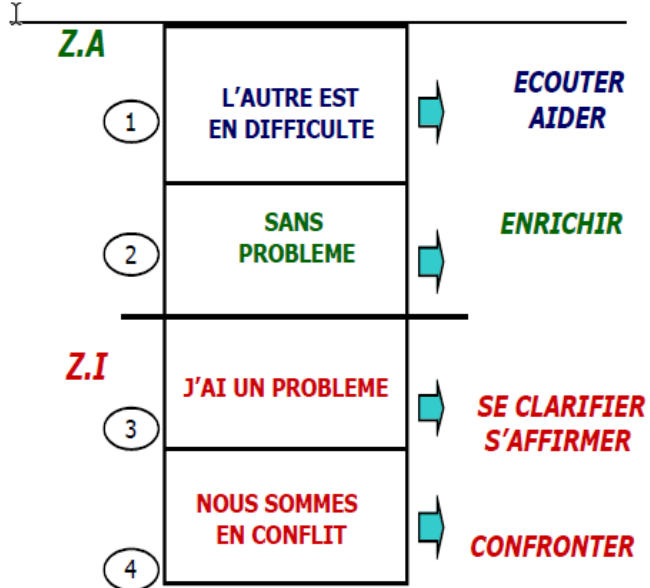 Z.A
1
L'AUTRE EST
EN DIFFICULTE
ECOUTER
AIDER
2
SANS
PROBLEME
ENRICHIR
Z.I
3
J'AI UN PROBLEME
SE CLARIFIER
S'AFFIRMER
4
NOUS SOMMES
EN CONFLIT
CONFRONTER